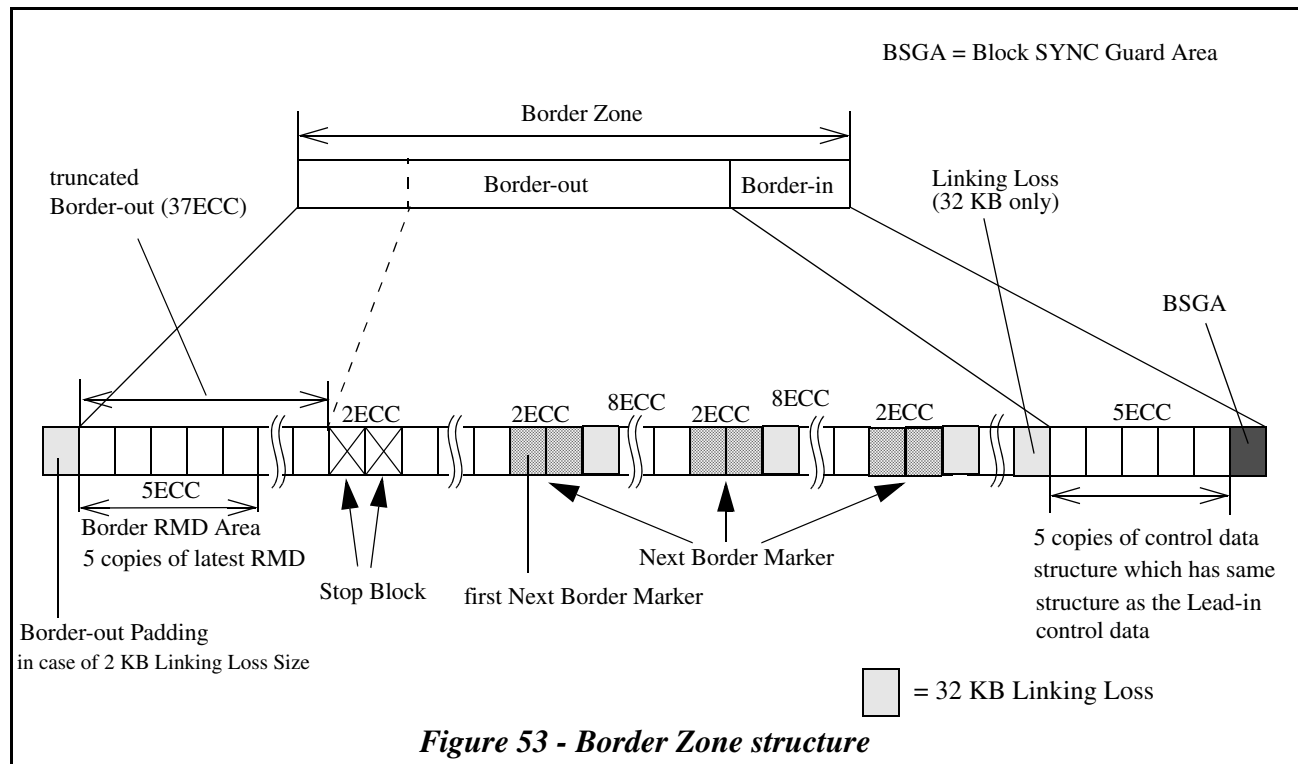 BSGA = Block SYNC Guard Area
Border Zone
truncated
Border-out (37ECC)
Border-out
Border-in
Linking Loss
(32 KB only)
BSGA
2ECC
2ECC
8ECC
2ECC
8ECC
2ECC
5ECC
5ECC
Border RMD Area
5 copies of latest RMD
Stop Block
first Next Border Marker
Next Border Marker
5 copies of control data
structure which has same
structure as the Lead-in
control data
Border-out Padding
in case of 2 KB Linking Loss Size
= 32 KB Linking Loss
Figure 53 - Border Zone structure